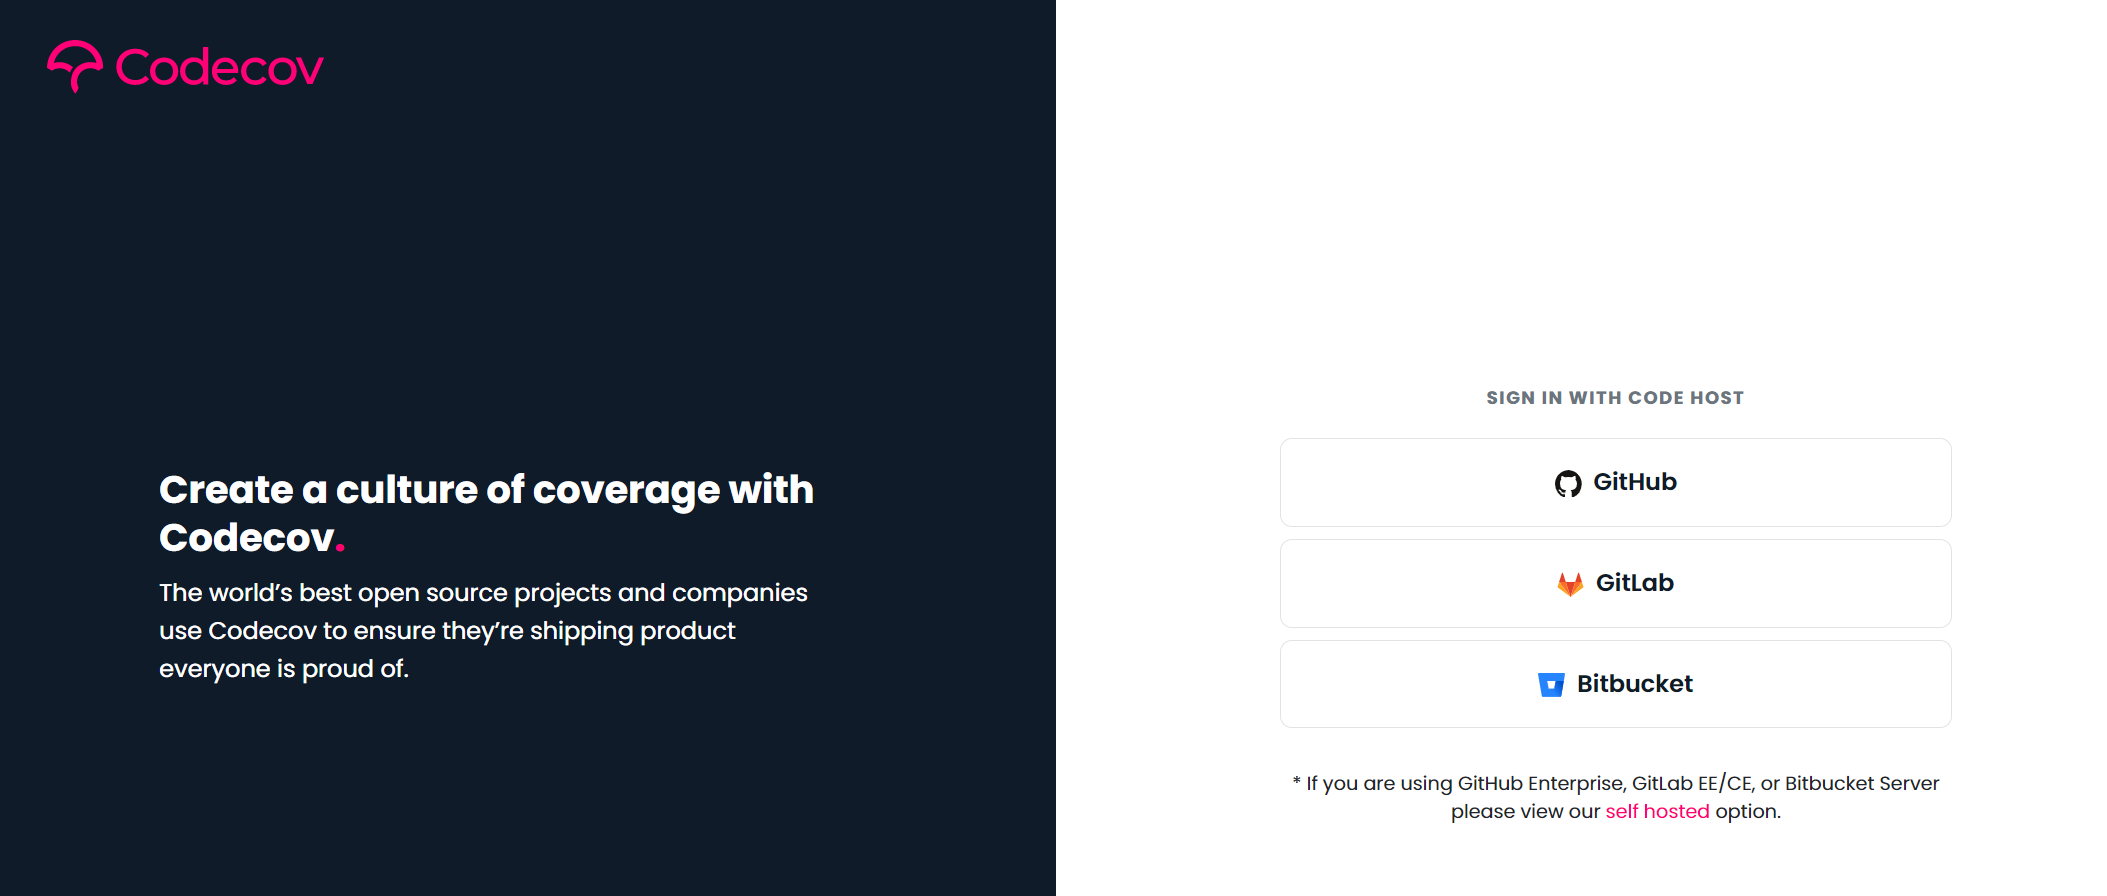 Codecov
Create a culture of coverage with
Codecov.
The world’s best open source projects and companies
use Codecov to ensure they’re shipping product
everyone is proud of.
SIGN IN WITH CODE HOST
GitHub
GitLab
Bitbucket
* If you are using GitHub Enterprise, GitLab EE/CE, or Bitbucket Server
please view our self hosted option.